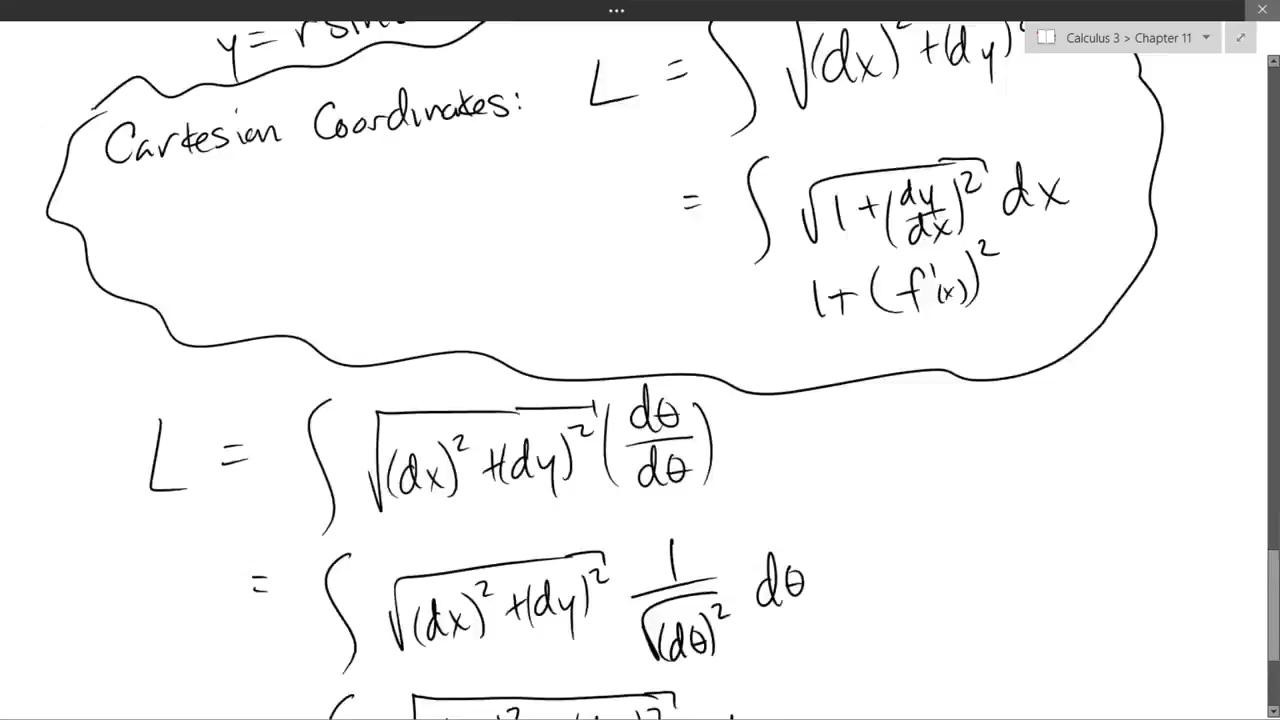 ...
Calculus 3 > Chapter 11
y = r sin
Cartesian Coordinates: L = ∫ √(dx)² + (dy)²
= ∫ √1 + (dy/dx)² dx
1 + (f'(x))²
L = ∫ √(dx)² + (dy)² (dθ/dθ)
= ∫ √(dx)² + (dy)² 1/√(dθ)² dθ